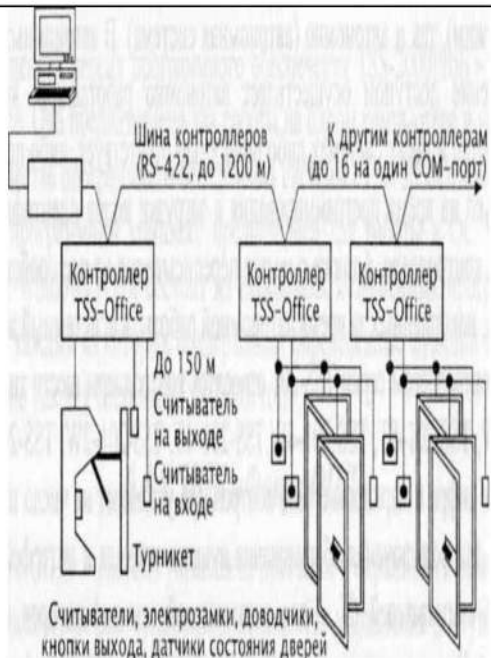 Шина контроллеров
(RS-422, до 1200 м)
К другим контроллерам
(до 16 на один COM-порт)
Контроллер
TSS-Office
Контроллер
TSS-Office
Контроллер
TSS-Office
До 150 м
Считыватель
на выходе
Считыватель
на входе
Турникет
Считыватели, электрозамки, доводчики,
кнопки выхода, датчики состояния дверей